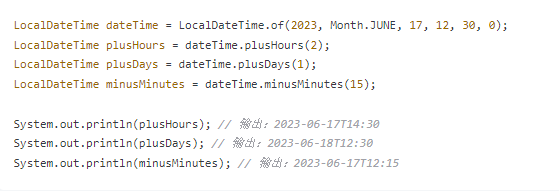 LocalDateTime dateTime = LocalDateTime.of(2023, Month.JUNE, 17, 12, 30, 0);
LocalDateTime plusHours = dateTime.plusHours(2);
LocalDateTime plusDays = dateTime.plusDays(1);
LocalDateTime minusMinutes = dateTime.minusMinutes(15);
System.out.println(plusHours); // 输出：2023-06-17T14:30
System.out.println(plusDays); // 输出：2023-06-18T12:30
System.out.println(minusMinutes); // 输出：2023-06-17T12:15